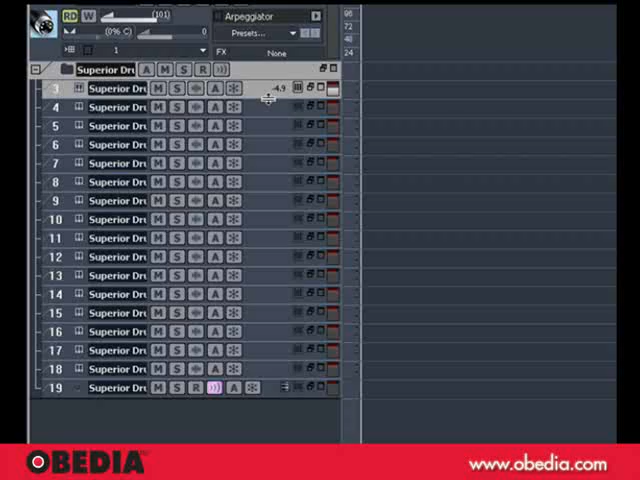 RD W (101)
(0% C) 0
1
Arpeggiator
Presets...
FX None
96
72
48
24
Superior Dru A M S R
3 Superior Dru M S A -4.9
4 Superior Dru M S A
5 Superior Dru M S A
6 Superior Dru M S A
7 Superior Dru M S A
8 Superior Dru M S A
9 Superior Dru M S A
10 Superior Dru M S A
11 Superior Dru M S A
12 Superior Dru M S A
13 Superior Dru M S A
14 Superior Dru M S A
15 Superior Dru M S A
16 Superior Dru M S A
17 Superior Dru M S A
18 Superior Dru M S A
19 Superior Dru M S R A
OBEDIA
www.obedia.com